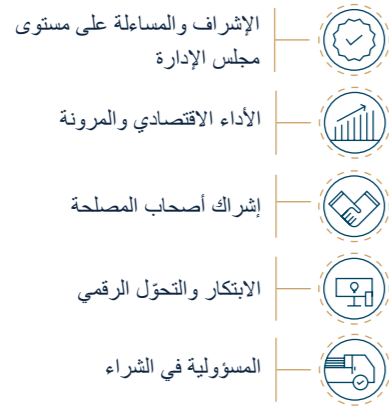 الإشراف والمساءلة على مستوى
مجلس الإدارة
الأداء الاقتصادي والمرونة
إشراك أصحاب المصلحة
الابتكار والتحوّل الرقمي
المسؤولية في الشراء